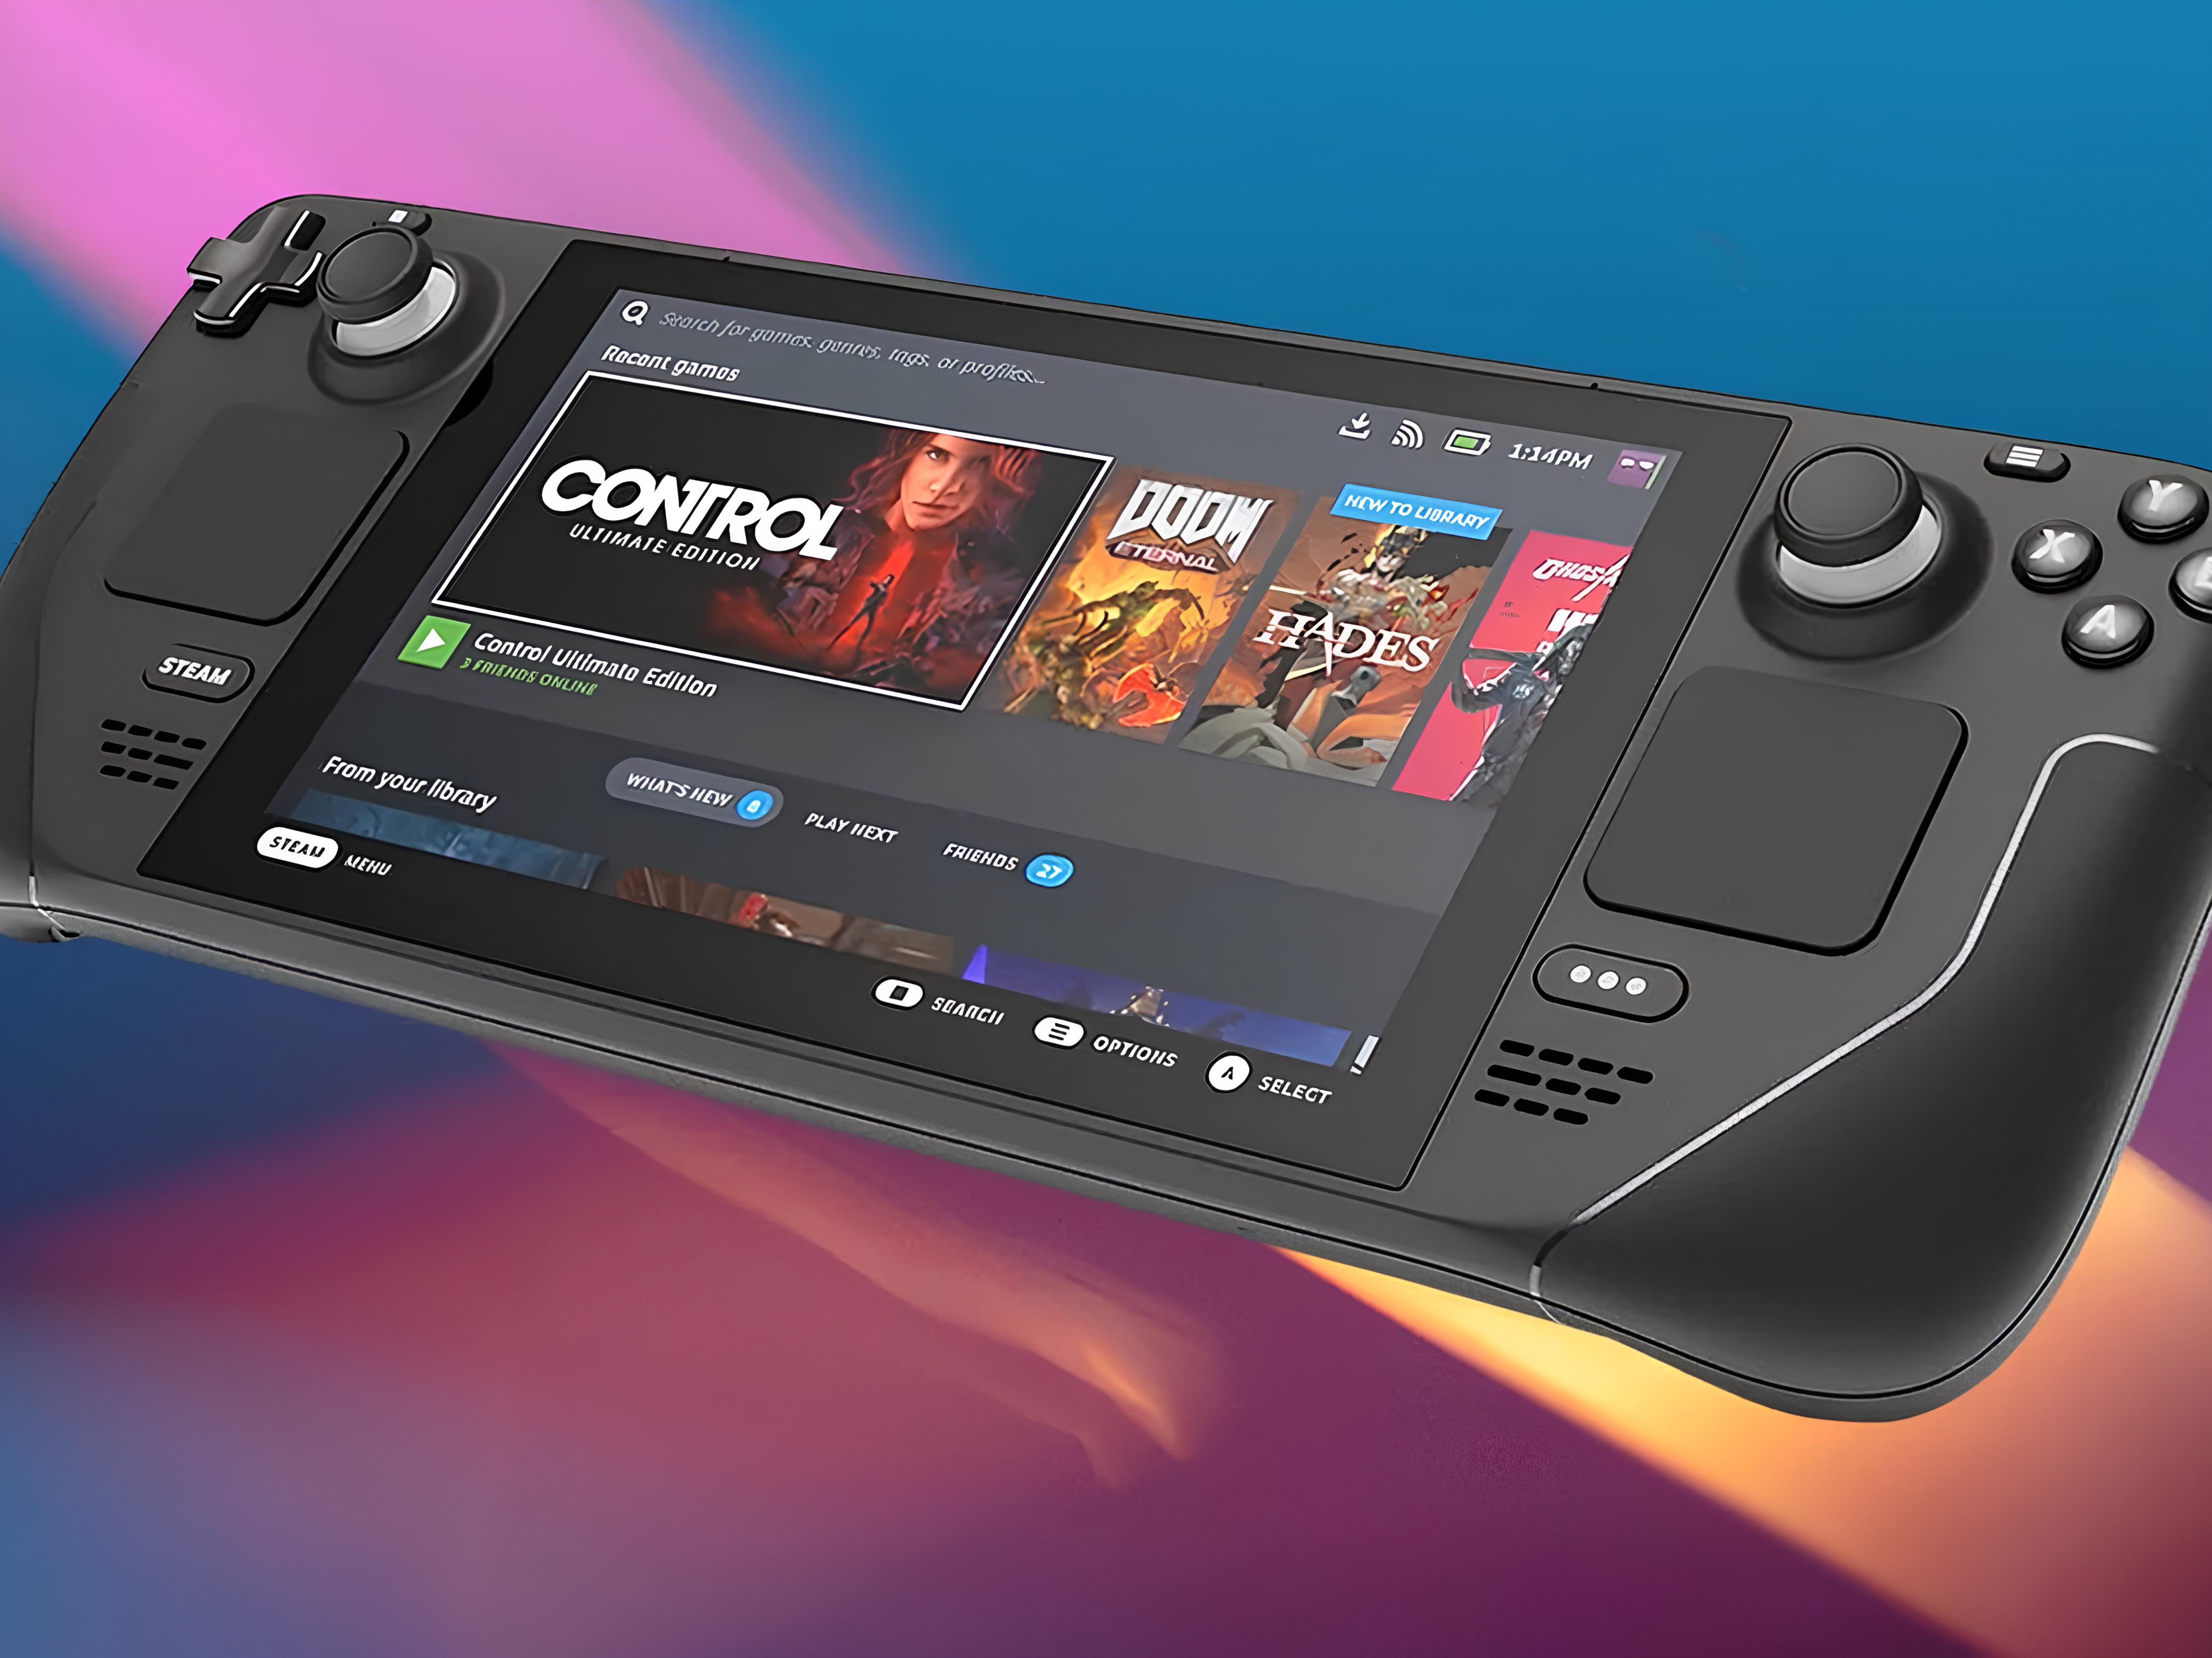 Search for games, genres, tags, or profiles...
Recent games
1:14PM
CONTROL
ULTIMATE EDITION
DOOM
ETERNAL
NEW TO LIBRARY
HADES
Control Ultimate Edition
3 FRIENDS ONLINE
From your library
WHAT'S NEW
PLAY NEXT
FRIENDS 27
STEAM MENU
SEARCH
OPTIONS
A SELECT
STEAM
Y
X
A